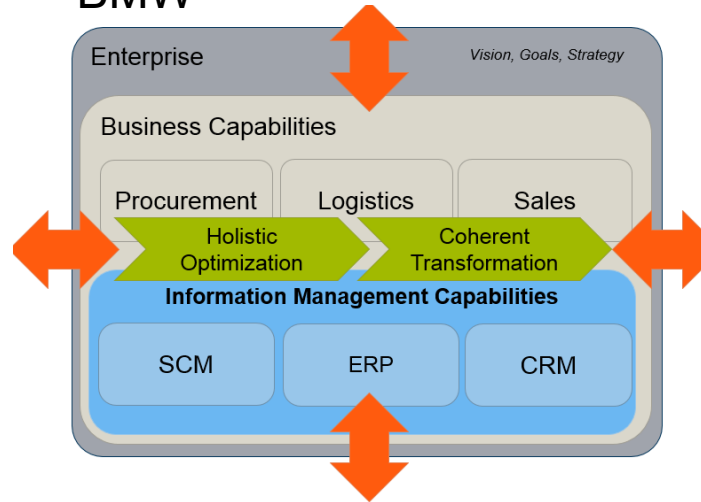 BMW
Enterprise
Vision, Goals, Strategy
Business Capabilities
Procurement
Logistics
Sales
Holistic
Optimization
Coherent
Transformation
Information Management Capabilities
SCM
ERP
CRM